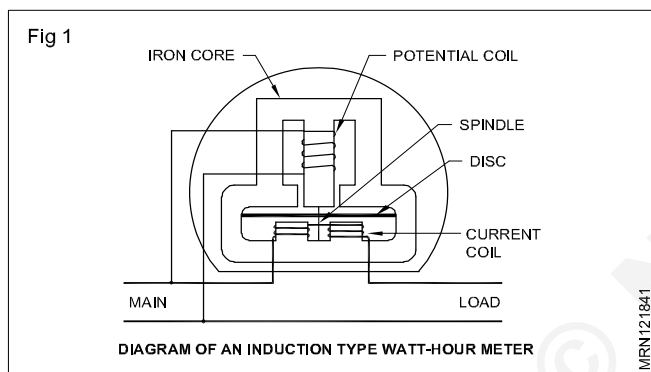 Fig 1
IRON CORE
POTENTIAL COIL
SPINDLE
DISC
CURRENT
COIL
MAIN
LOAD
DIAGRAM OF AN INDUCTION TYPE WATT-HOUR METER
MRN121841